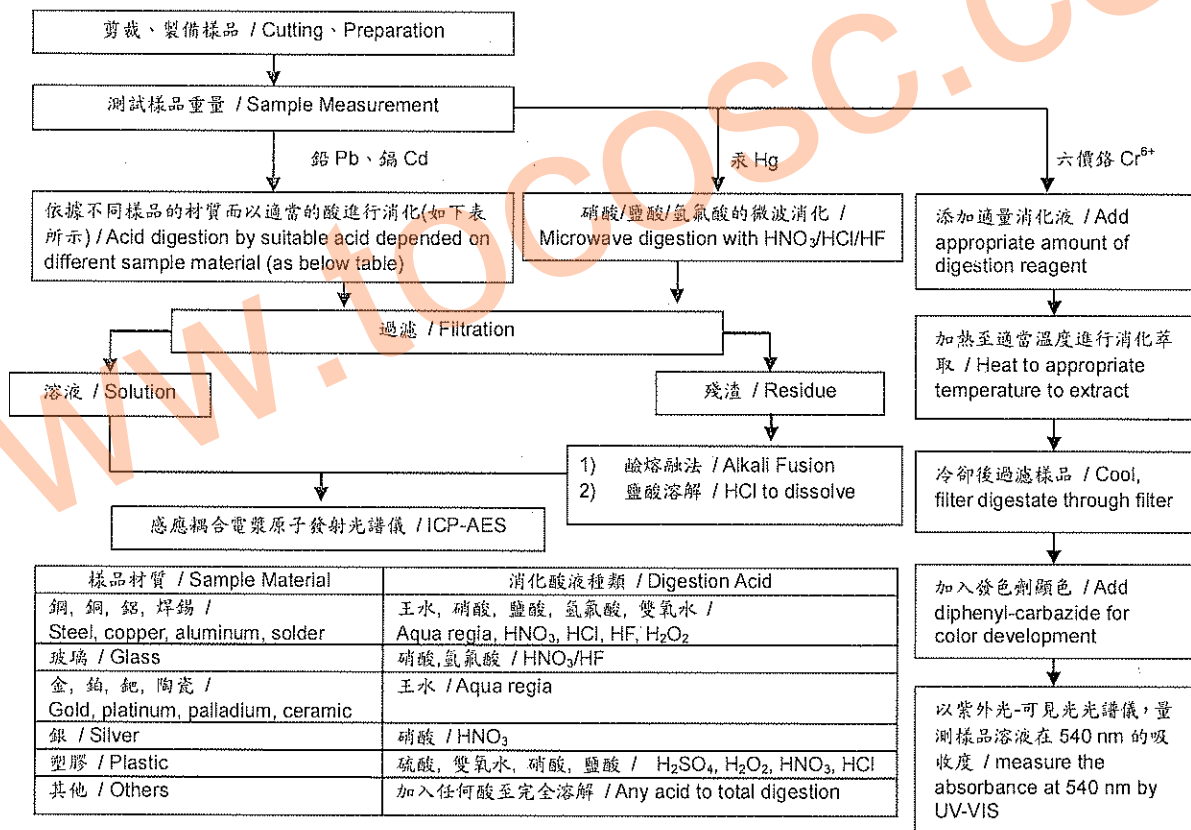 剪裁、製備樣品 / Cutting、Preparation
測試樣品重量 / Sample Measurement
鉛 Pb、鎘 Cd
汞 Hg
六價鉻 Cr⁶⁺
依據不同樣品的材質而以適當的酸進行消化(如下表
所示) / Acid digestion by suitable acid depended on
different sample material (as below table)
硝酸/鹽酸/氫氟酸的微波消化 /
Microwave digestion with HNO₃/HCl/HF
添加適量消化液 / Add
appropriate amount of
digestion reagent
過濾 / Filtration
加熱至適當溫度進行消化萃
取 / Heat to appropriate
temperature to extract
溶液 / Solution
殘渣 / Residue
1) 鹼熔融法 / Alkali Fusion
2) 鹽酸溶解 / HCl to dissolve
冷卻後過濾樣品 / Cool,
filter digestate through filter
感應耦合電漿原子發射光譜儀 / ICP-AES
加入發色劑顯色 / Add
diphenyl-carbazide for
color development
以紫外光-可見光光譜儀，量
測樣品溶液在 540 nm 的吸
收度 / measure the
absorbance at 540 nm by
UV-VIS
樣品材質 / Sample Material
消化酸液種類 / Digestion Acid
鋼, 銅, 鋁, 焊錫 /
Steel, copper, aluminum, solder
王水, 硝酸, 鹽酸, 氫氟酸, 雙氧水 /
Aqua regia, HNO₃, HCl, HF, H₂O₂
玻璃 / Glass
硝酸,氫氟酸 / HNO₃/HF
金, 鉑, 鈀, 陶瓷 /
Gold, platinum, palladium, ceramic
王水 / Aqua regia
銀 / Silver
硝酸 / HNO₃
塑膠 / Plastic
硫酸, 雙氧水, 硝酸, 鹽酸 / H₂SO₄, H₂O₂, HNO₃, HCl
其他 / Others
加入任何酸至完全溶解 / Any acid to total digestion
ww.tocosc.co